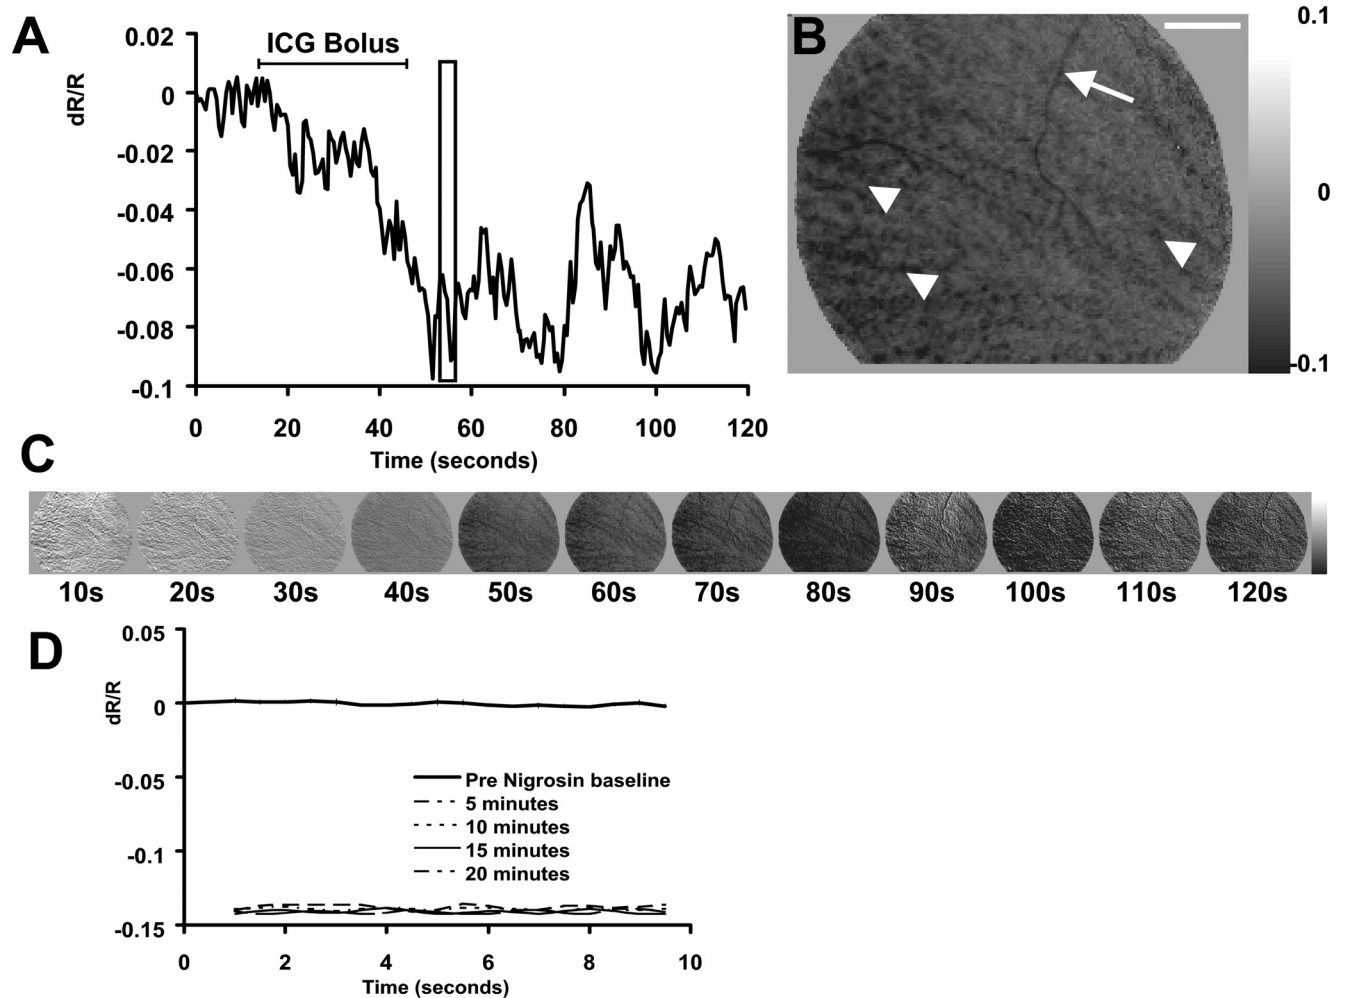 A
0.02
0
-0.02
-0.04
-0.06
-0.08
-0.1
dR/R
ICG Bolus
0 20 40 60 80 100 120
Time (seconds)
B
0.1
0
-0.1
C
10s 20s 30s 40s 50s 60s 70s 80s 90s 100s 110s 120s
D
0.05
0
-0.05
-0.1
-0.15
dR/R
Pre Nigrosin baseline
5 minutes
10 minutes
15 minutes
20 minutes
0 2 4 6 8 10
Time (seconds)